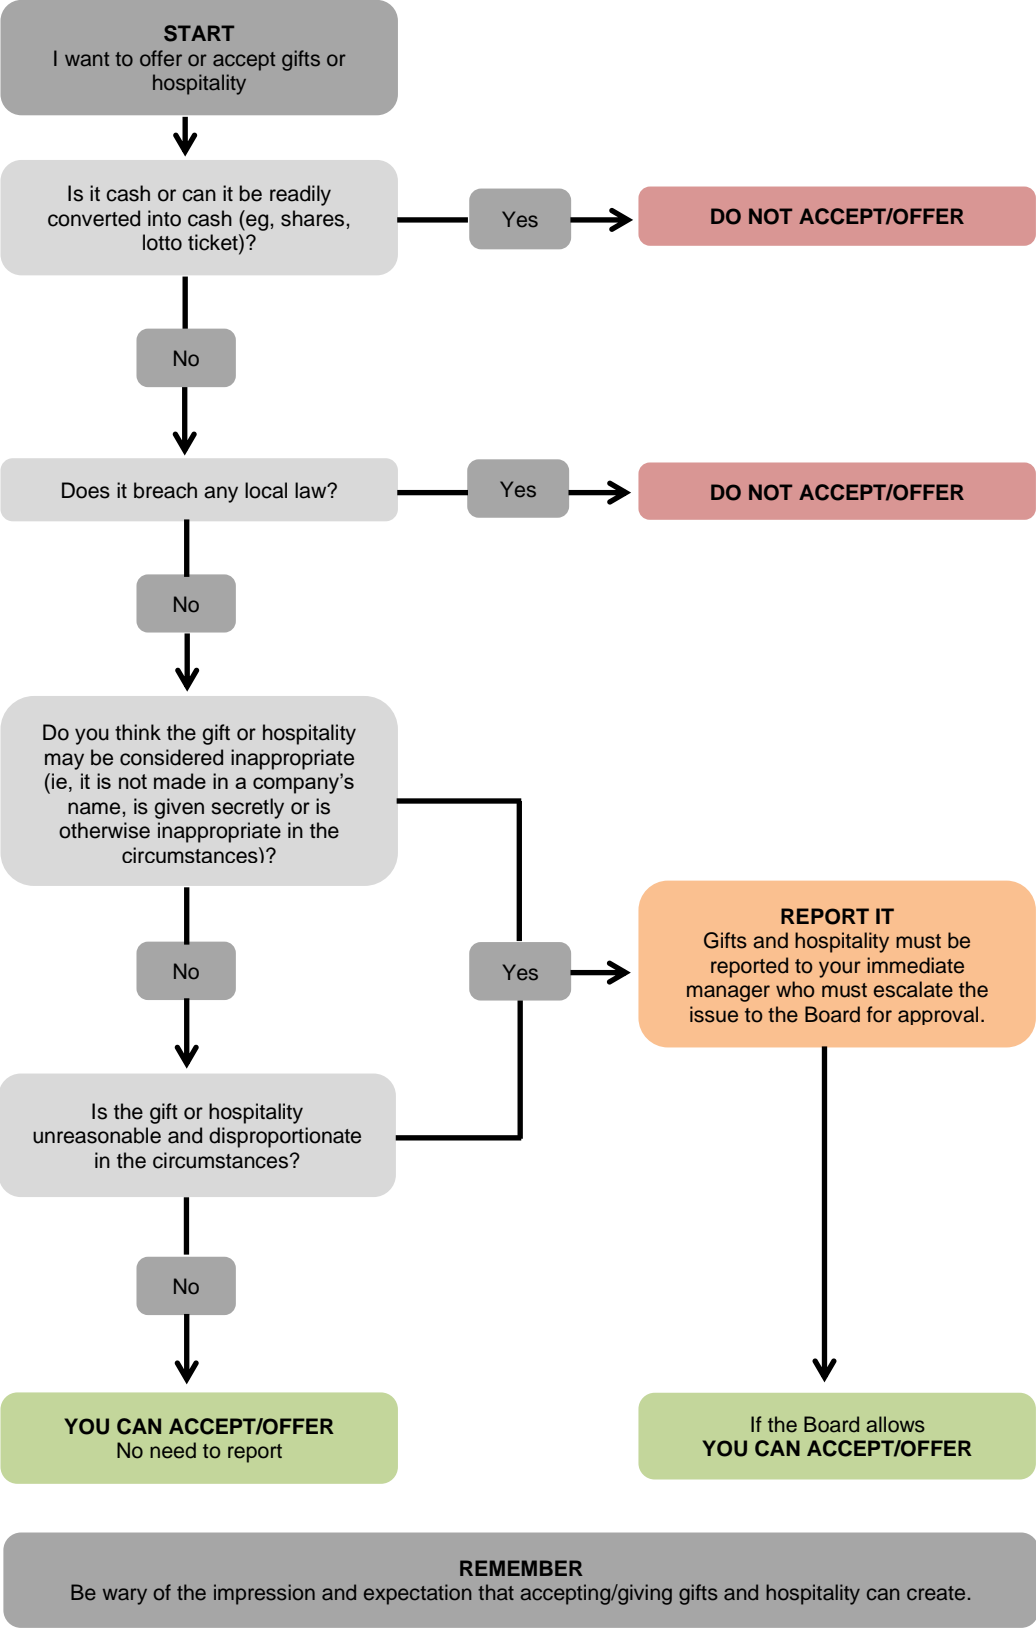 START
I want to offer or accept gifts or
hospitality
Is it cash or can it be readily
converted into cash (eg, shares,
lotto ticket)?
Yes
DO NOT ACCEPT/OFFER
No
Does it breach any local law?
Yes
DO NOT ACCEPT/OFFER
No
Do you think the gift or hospitality
may be considered inappropriate
(ie, it is not made in a company's
name, is given secretly or is
otherwise inappropriate in the
circumstances)?
No
Yes
REPORT IT
Gifts and hospitality must be
reported to your immediate
manager who must escalate the
issue to the Board for approval.
Is the gift or hospitality
unreasonable and disproportionate
in the circumstances?
No
YOU CAN ACCEPT/OFFER
No need to report
If the Board allows
YOU CAN ACCEPT/OFFER
REMEMBER
Be wary of the impression and expectation that accepting/giving gifts and hospitality can create.